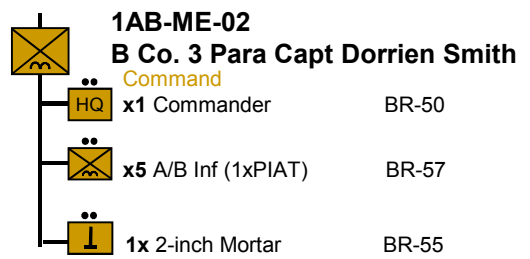 1AB-ME-02
B Co. 3 Para Capt Dorrien Smith
Command
HQ x1 Commander BR-50
x5 A/B Inf (1xPIAT) BR-57
1x 2-inch Mortar BR-55